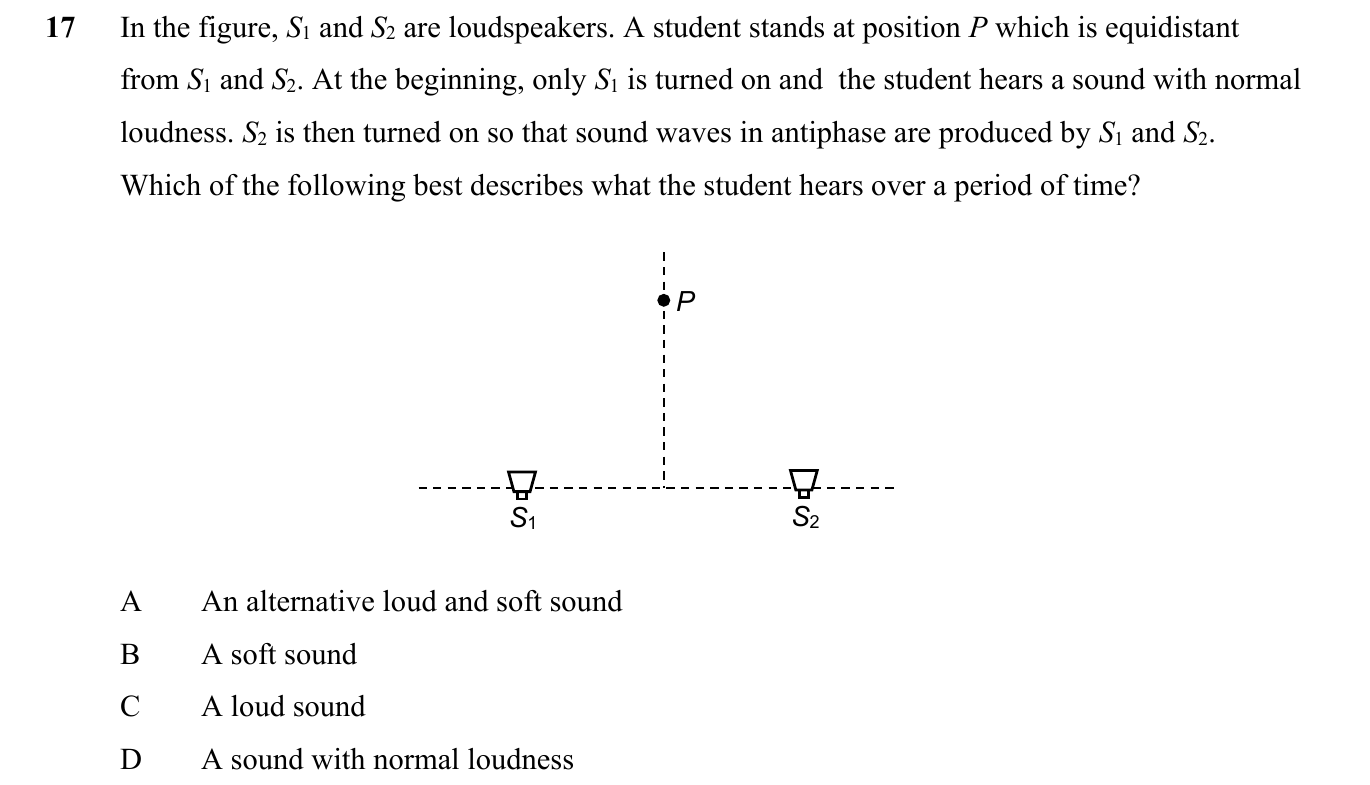 17 In the figure, S₁ and S₂ are loudspeakers. A student stands at position P which is equidistant
from S₁ and S₂. At the beginning, only S₁ is turned on and the student hears a sound with normal
loudness. S₂ is then turned on so that sound waves in antiphase are produced by S₁ and S₂.
Which of the following best describes what the student hears over a period of time?
P
S₁ S₂
A An alternative loud and soft sound
B A soft sound
C A loud sound
D A sound with normal loudness